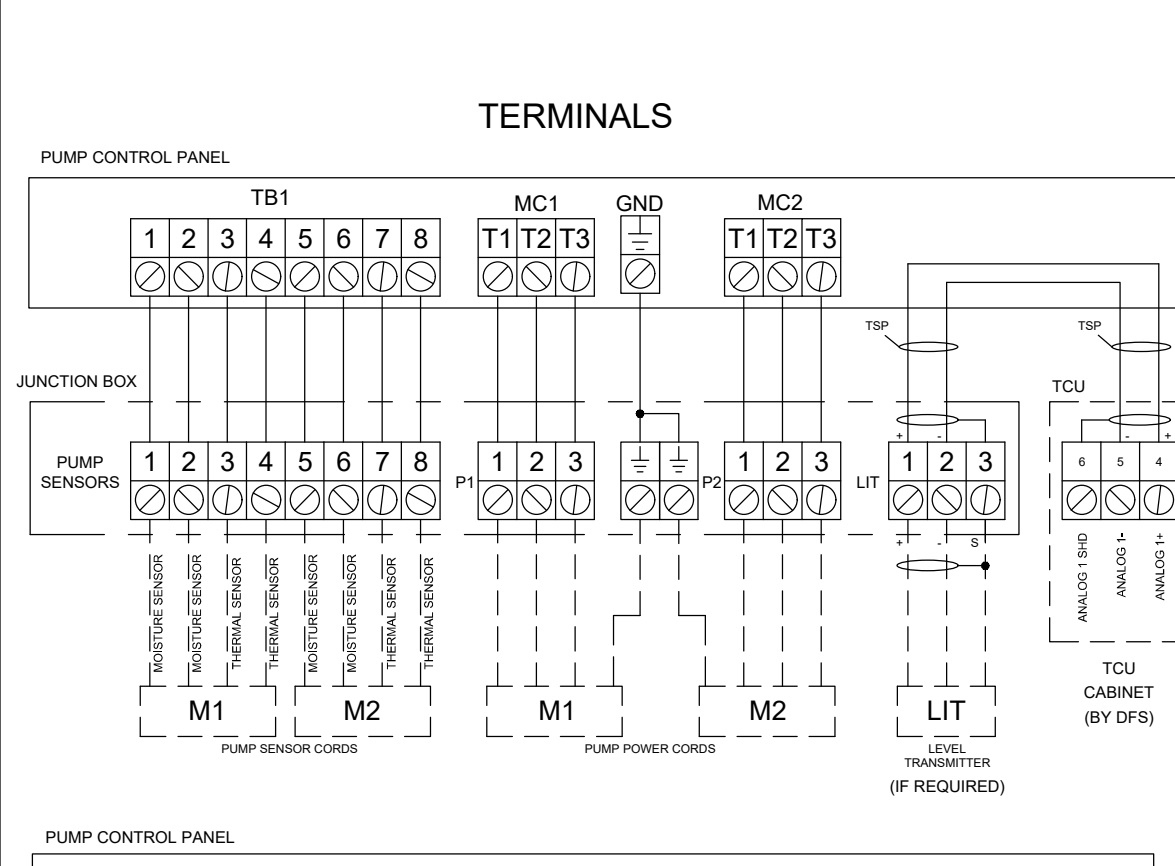 TERMINALS
PUMP CONTROL PANEL
TB1 MC1 GND MC2
1 2 3 4 5 6 7 8 T1 T2 T3 T1 T2 T3
TSP TSP
JUNCTION BOX
TCU
+ - - +
PUMP
SENSORS
1 2 3 4 5 6 7 8
P1
1 2 3
P2
1 2 3
LIT
1 2 3
6 5 4
+ - S
MOISTURE SENSOR
MOISTURE SENSOR
THERMAL SENSOR
THERMAL SENSOR
MOISTURE SENSOR
MOISTURE SENSOR
THERMAL SENSOR
THERMAL SENSOR
ANALOG 1 SHD
ANALOG 1-
ANALOG 1+
M1 M2 M1 M2 LIT
PUMP SENSOR CORDS
PUMP POWER CORDS
LEVEL
TRANSMITTER
(IF REQUIRED)
TCU
CABINET
(BY DFS)
PUMP CONTROL PANEL